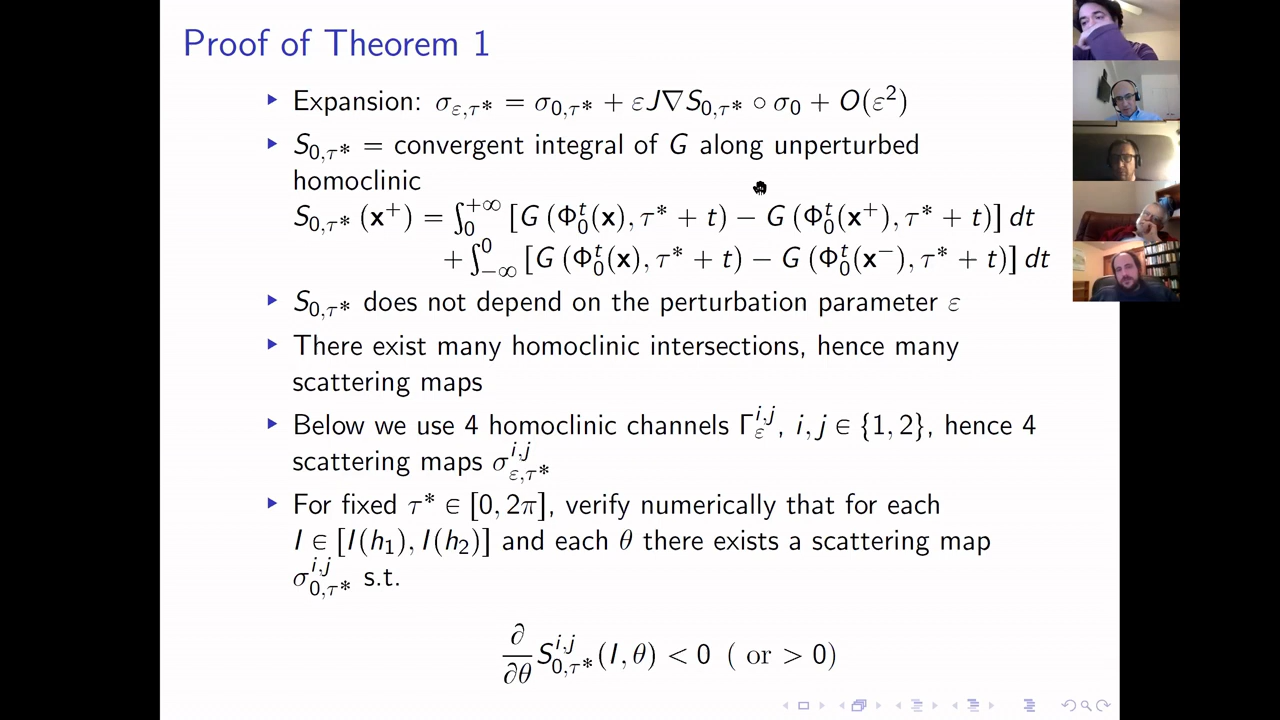 Proof of Theorem 1
▶ Expansion: σ_{ε,τ*} = σ_{0,τ*} + εJ∇S_{0,τ*} ∘ σ_0 + O(ε²)
▶ S_{0,τ*} = convergent integral of G along unperturbed
homoclinic
S_{0,τ*}(x⁺) = ∫_0^{+∞} [G (Φ_0^t(x), τ* + t) − G (Φ_0^t(x⁺), τ* + t)] dt
+ ∫_{−∞}^0 [G (Φ_0^t(x), τ* + t) − G (Φ_0^t(x⁻), τ* + t)] dt
▶ S_{0,τ*} does not depend on the perturbation parameter ε
▶ There exist many homoclinic intersections, hence many
scattering maps
▶ Below we use 4 homoclinic channels Γ_ε^{i,j}, i, j ∈ {1, 2}, hence 4
scattering maps σ_{ε,τ*}^{i,j}
▶ For fixed τ* ∈ [0, 2π], verify numerically that for each
I ∈ [I(h_1), I(h_2)] and each θ there exists a scattering map
σ_{0,τ*}^{i,j} s.t.
∂/∂θ S_{0,τ*}^{i,j}(I, θ) < 0 ( or > 0)